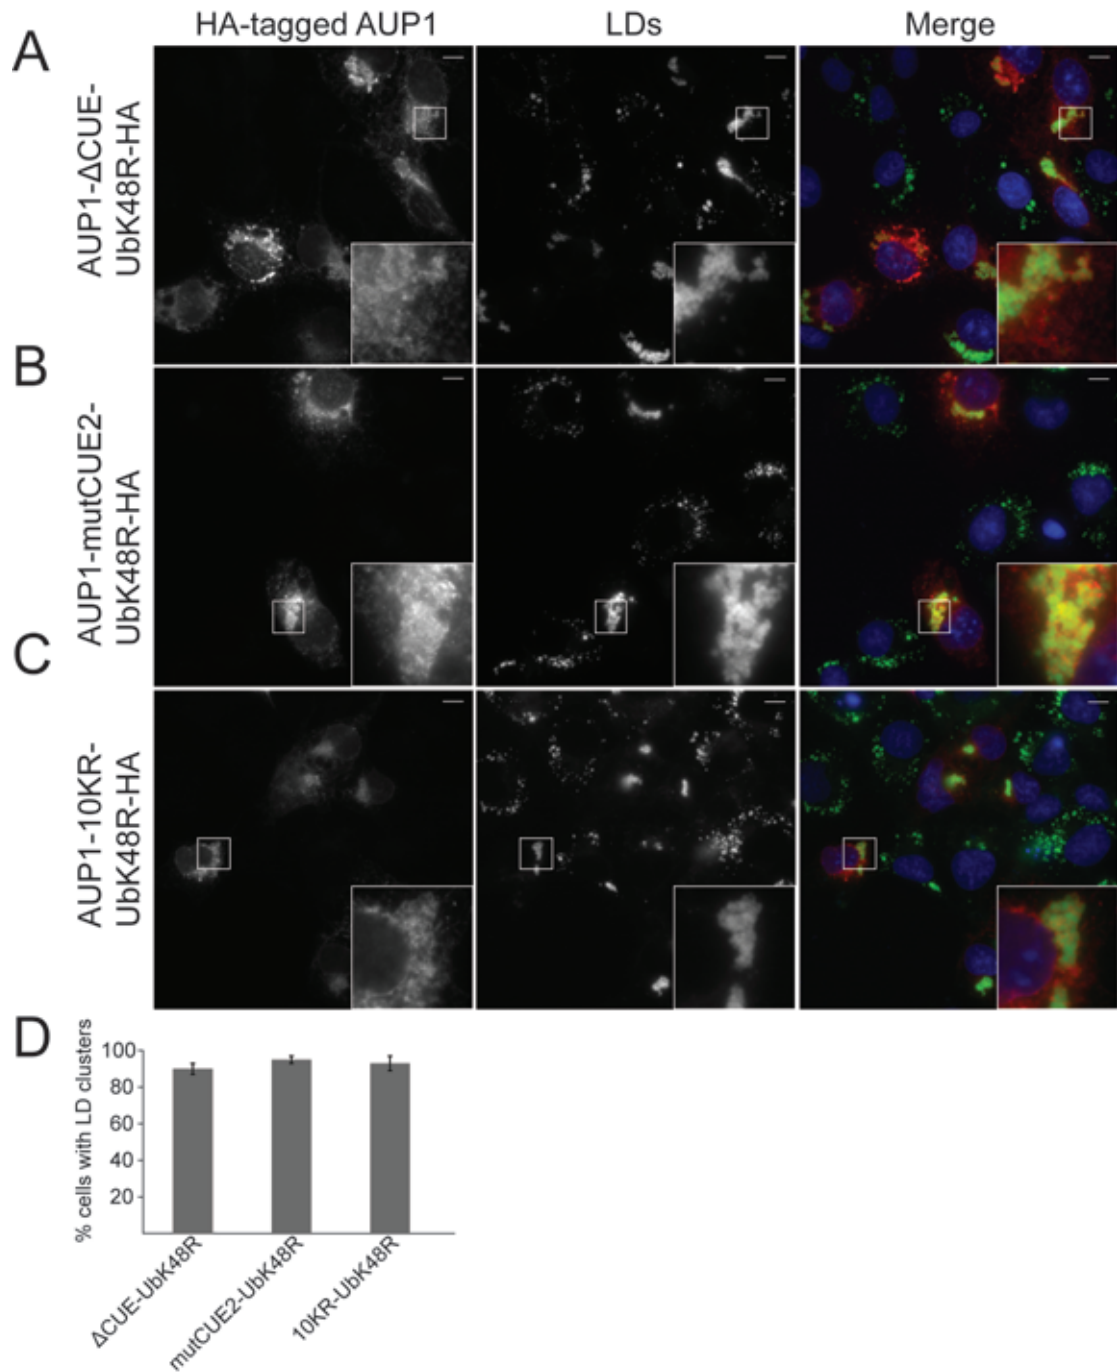 A
HA-tagged AUP1
LDs
Merge
AUP1-ΔCUE-
UbK48R-HA
B
AUP1-mutCUE2-
UbK48R-HA
C
AUP1-10KR-
UbK48R-HA
D
% cells with LD clusters
100
80
60
40
20
ΔCUE-UbK48R
mutCUE2-UbK48R
10KR-UbK48R